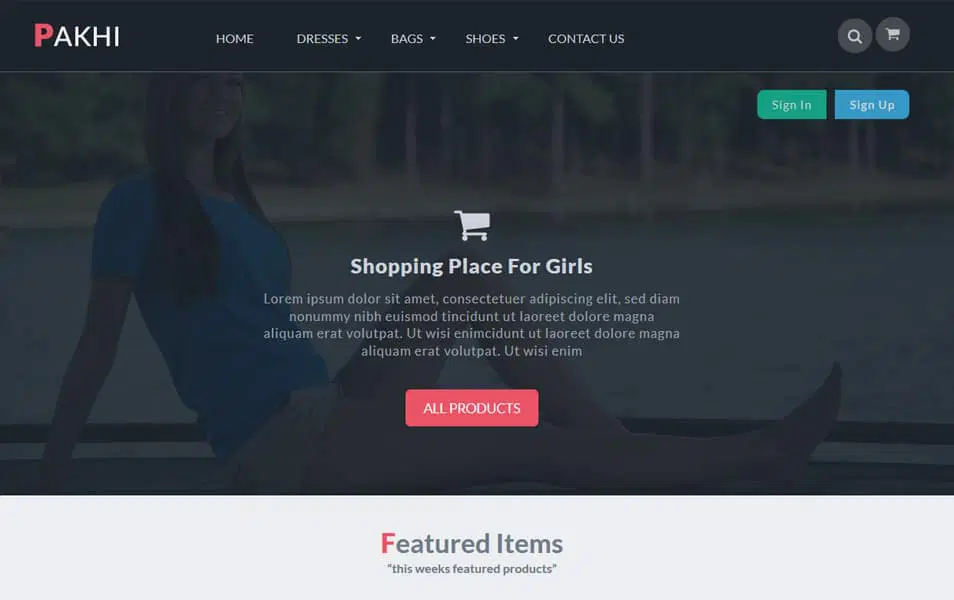 PAKHI
HOME DRESSES BAGS SHOES CONTACT US
Sign In Sign Up
Shopping Place For Girls
Lorem ipsum dolor sit amet, consectetuer adipiscing elit, sed diam
nonummy nibh euismod tincidunt ut laoreet dolore magna
aliquam erat volutpat. Ut wisi enimcidunt ut laoreet dolore magna
aliquam erat volutpat. Ut wisi enim
ALL PRODUCTS
Featured Items
“this weeks featured products”